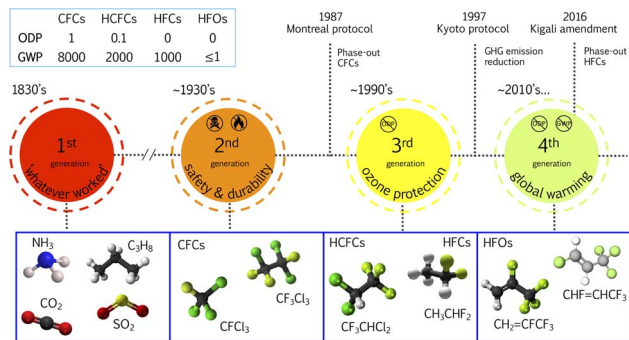 CFCs HCFCs HFCs HFOs
ODP 1 0.1 0 0
GWP 8000 2000 1000 ≤1
1987
Montreal protocol
Phase-out
CFCs
1997
Kyoto protocol
GHG emission
reduction
2016
Kigali amendment
Phase-out
HFCs
1830's
1st
generation
'whatever worked'
~1930's
2nd
generation
safety & durability
~1990's
ODP
3rd
generation
ozone protection
~2010's...
ODP GWP
4th
generation
global warming
NH₃
C₃H₈
CO₂
SO₂
CFCs
CFCl₃
CF₃Cl₃
HCFCs
HFCs
CF₃CHCl₂
CH₃CHF₂
HFOs
CHF=CHCF₃
CH₂=CFCF₃